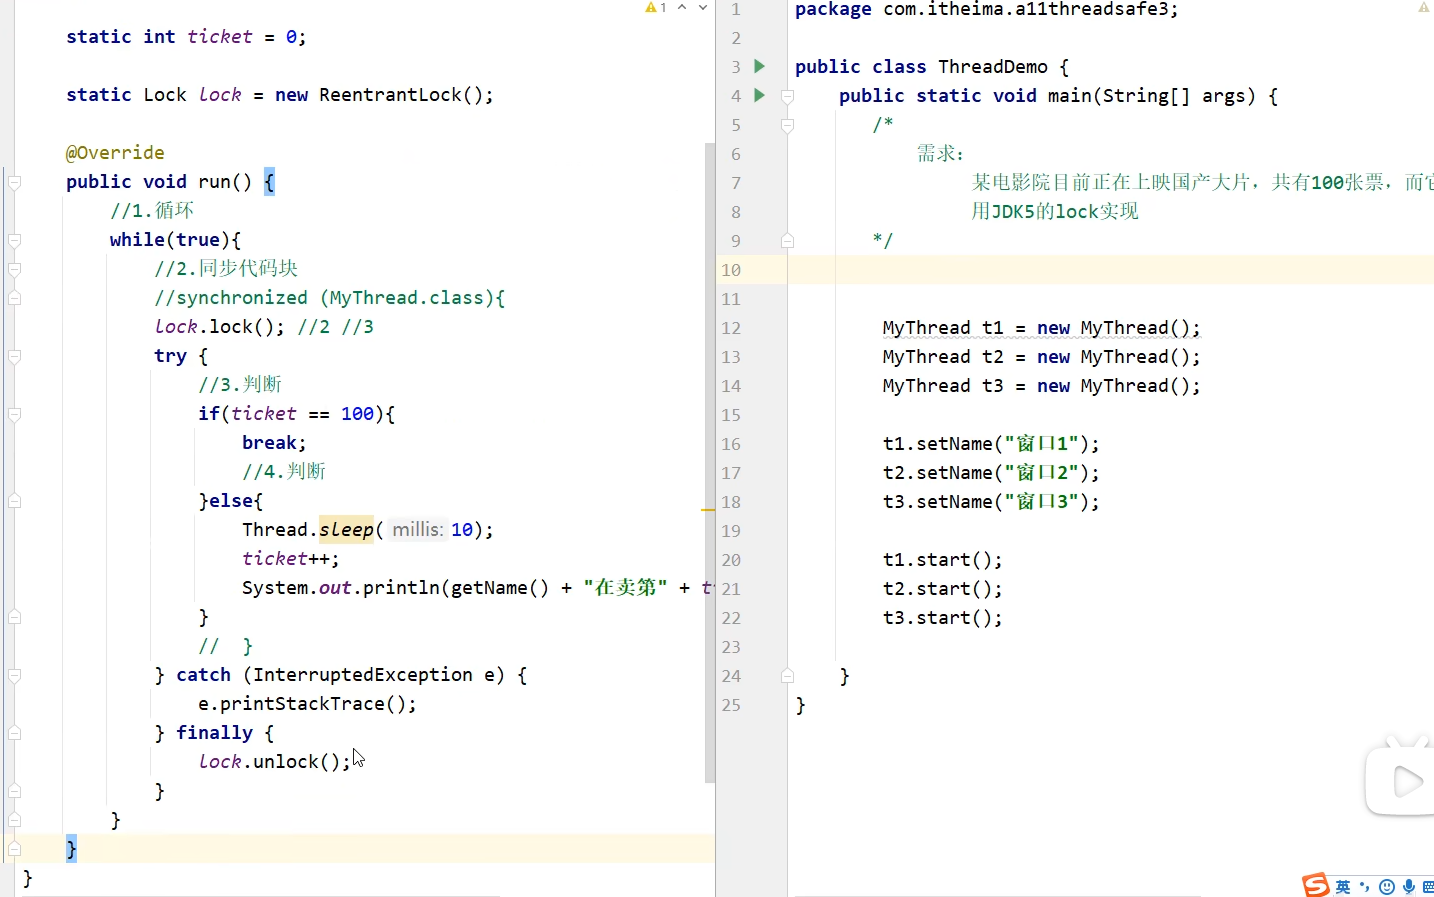 1
static int ticket = 0;
static Lock lock = new ReentrantLock();
@Override
public void run() {
//1.循环
while(true){
//2.同步代码块
//synchronized (MyThread.class){
lock.lock(); //2 //3
try {
//3.判断
if(ticket == 100){
break;
//4.判断
}else{
Thread.sleep( millis: 10);
ticket++;
System.out.println(getName() + "在卖第" + t
}
//  }
} catch (InterruptedException e) {
e.printStackTrace();
} finally {
lock.unlock();
}
}
}
}
1 package com.itheima.a11threadsafe3;
2
3 public class ThreadDemo {
4 public static void main(String[] args) {
5 /*
6 需求:
7 某电影院目前正在上映国产大片，共有100张票，而它
8 用JDK5的lock实现
9 */
10
11
12 MyThread t1 = new MyThread();
13 MyThread t2 = new MyThread();
14 MyThread t3 = new MyThread();
15
16 t1.setName("窗口1");
17 t2.setName("窗口2");
18 t3.setName("窗口3");
19
20 t1.start();
21 t2.start();
22 t3.start();
23
24 }
25 }
英